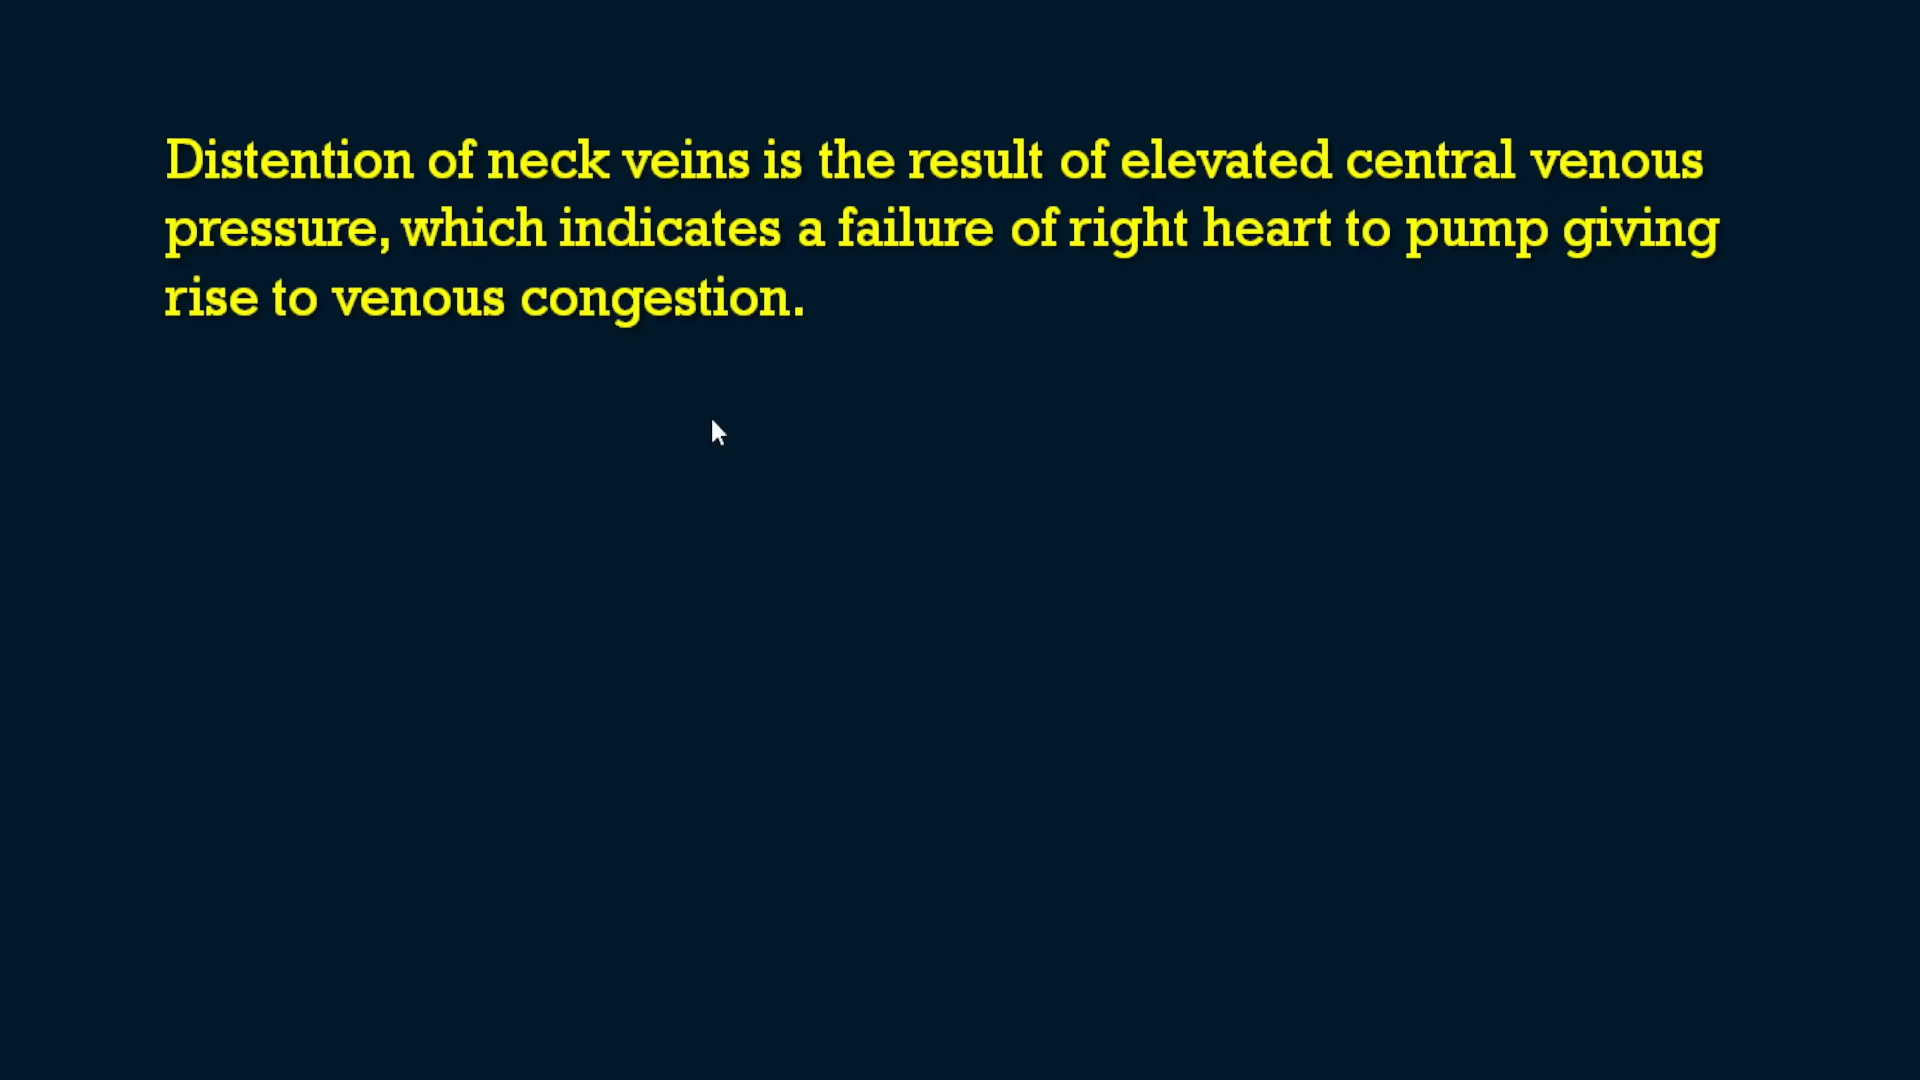 Distention of neck veins is the result of elevated central venous
pressure, which indicates a failure of right heart to pump giving
rise to venous congestion.